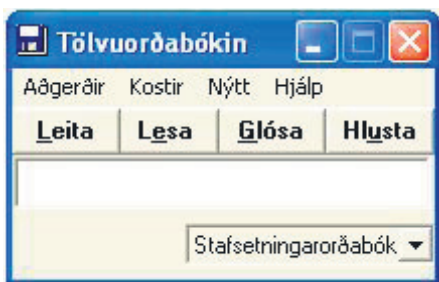 Tölvuorðabókin
Aðgerðir Kostir Nýtt Hjálp
Leita Lesa Glósa Hlusta
Stafsetningarorðabók